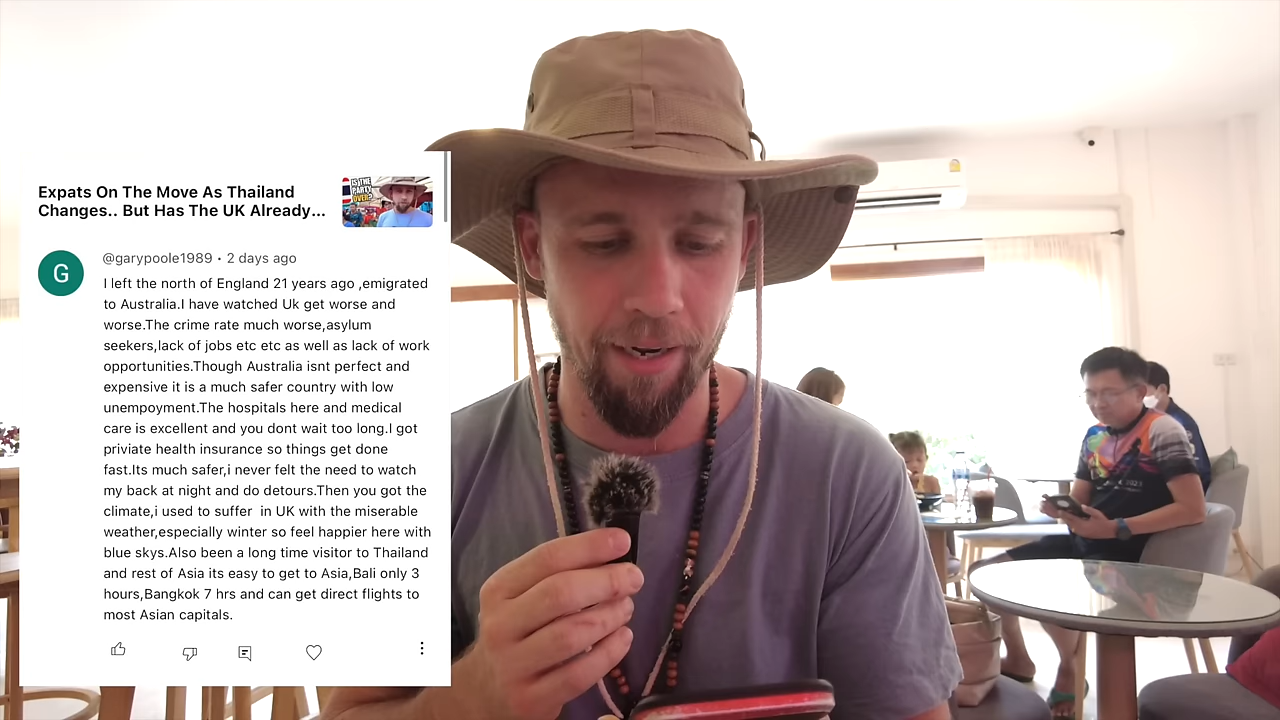 Expats On The Move As Thailand
Changes.. But Has The UK Already...
IS THE
PARTY
OVER?
G
@garypoole1989 • 2 days ago
I left the north of England 21 years ago ,emigrated
to Australia.I have watched Uk get worse and
worse.The crime rate much worse,asylum
seekers,lack of jobs etc etc as well as lack of work
opportunities.Though Australia isnt perfect and
expensive it is a much safer country with low
unempoyment.The hospitals here and medical
care is excellent and you dont wait too long.I got
priviate health insurance so things get done
fast.Its much safer,i never felt the need to watch
my back at night and do detours.Then you got the
climate,i used to suffer  in UK with the miserable
weather,especially winter so feel happier here with
blue skys.Also been a long time visitor to Thailand
and rest of Asia its easy to get to Asia,Bali only 3
hours,Bangkok 7 hrs and can get direct flights to
most Asian capitals.